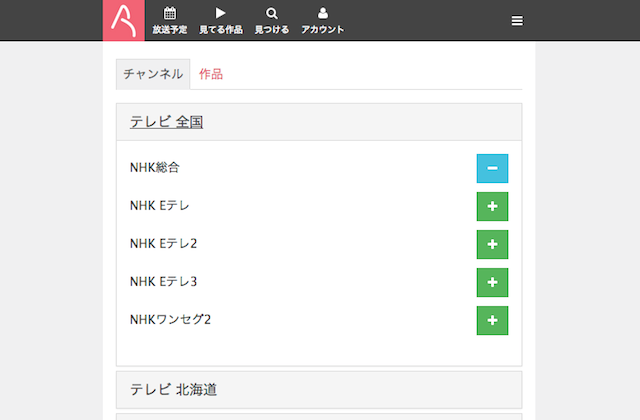 放送予定 見てる作品 見つける アカウント
チャンネル 作品
テレビ 全国
NHK総合
NHK Eテレ
NHK Eテレ2
NHK Eテレ3
NHKワンセグ2
テレビ 北海道